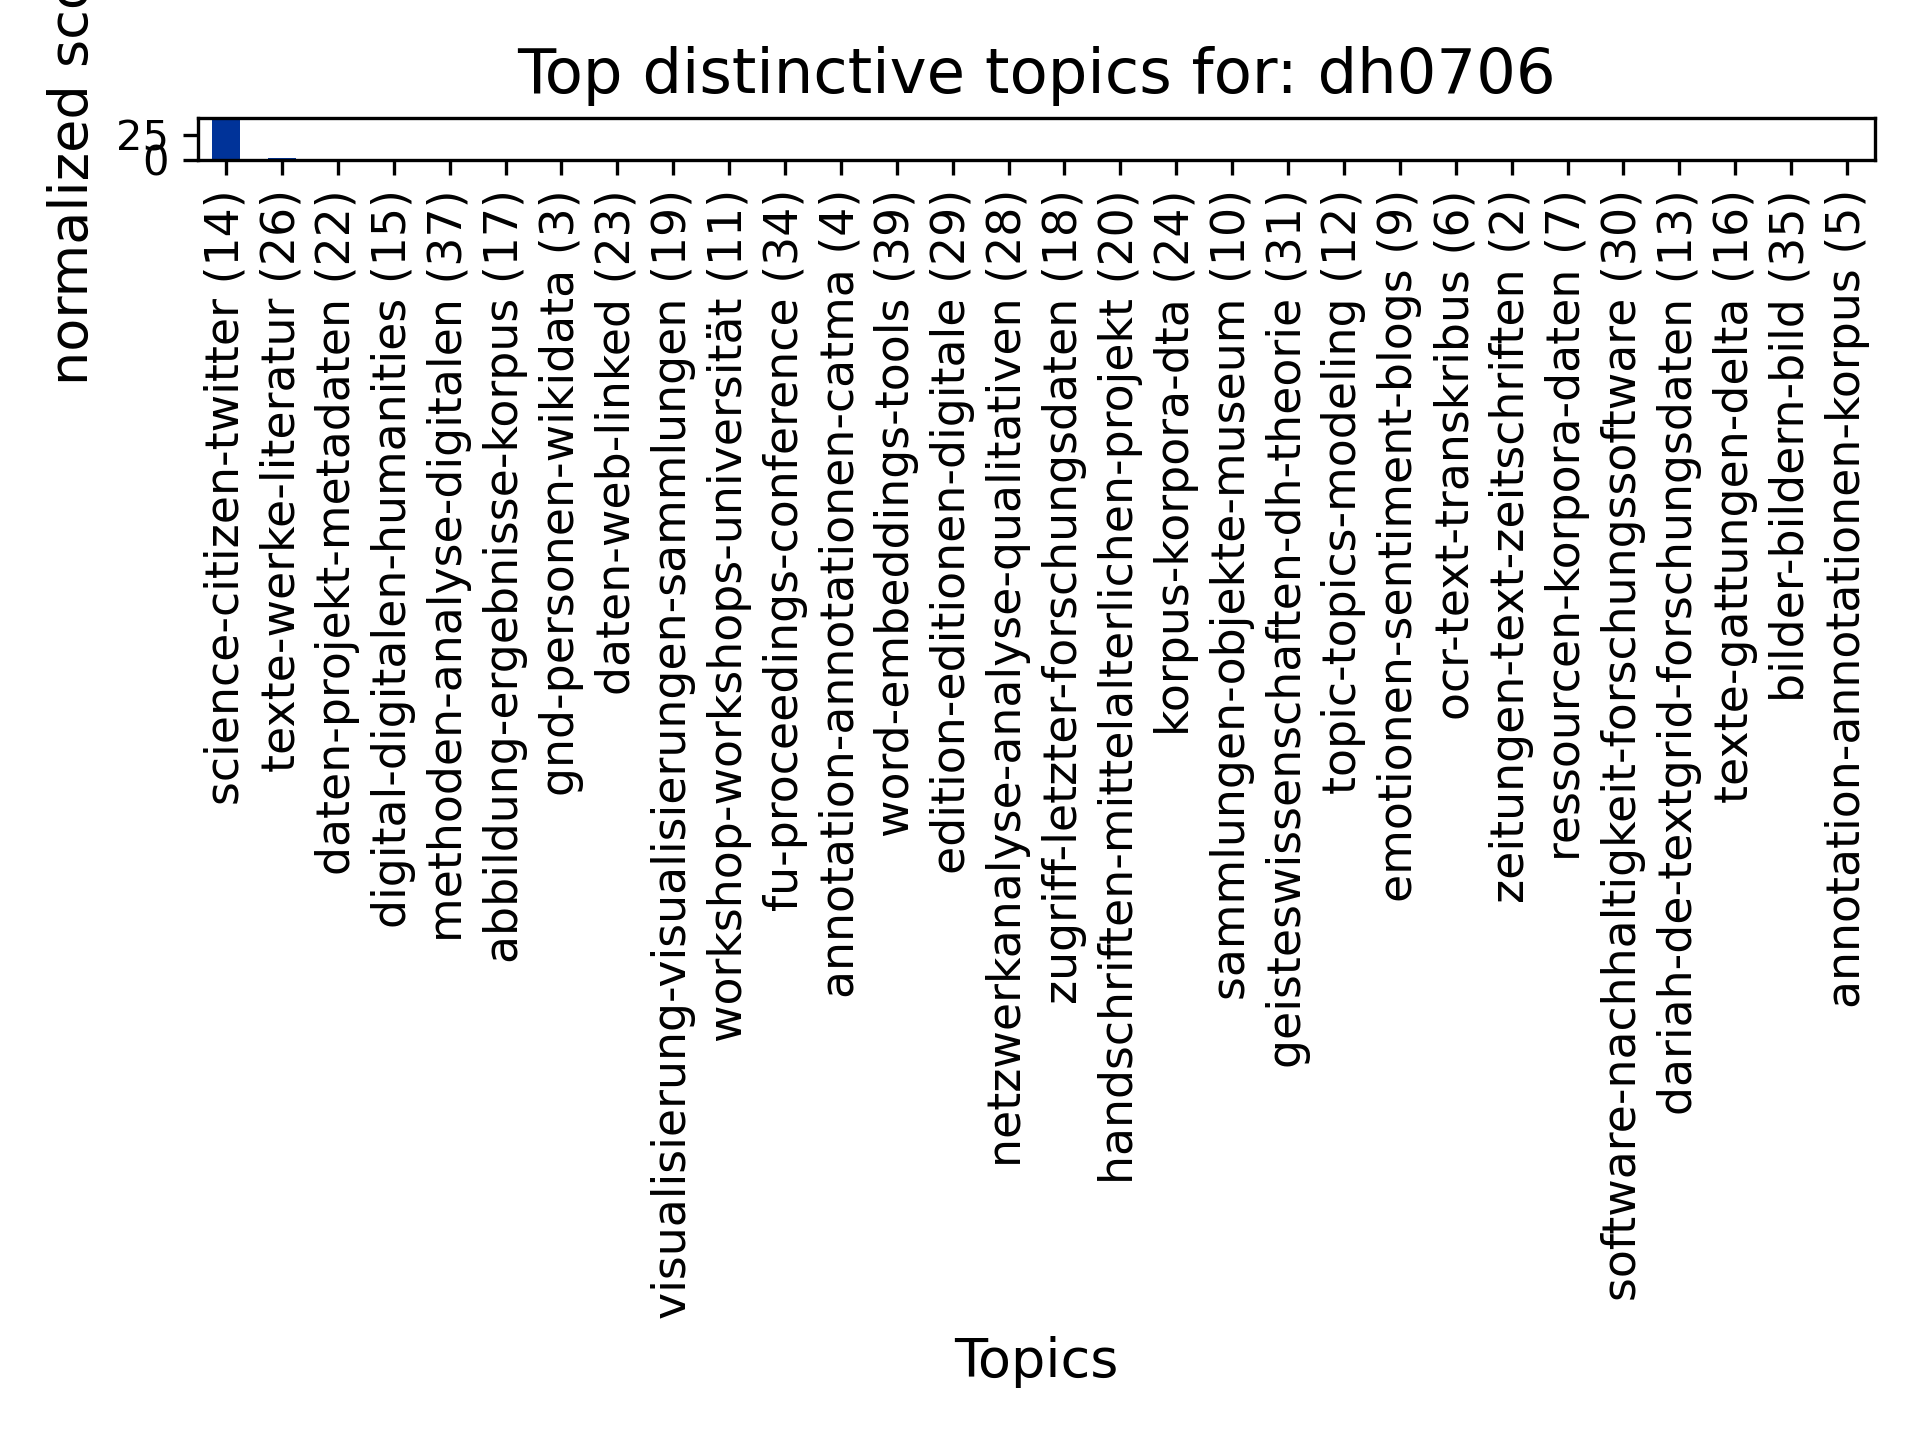 Top distinctive topics for: dh0706
normalized sco
25
0
science-citizen-twitter (14)
texte-werke-literatur (26)
daten-projekt-metadaten (22)
digital-digitalen-humanities (15)
methoden-analyse-digitalen (37)
abbildung-ergebnisse-korpus (17)
gnd-personen-wikidata (3)
daten-web-linked (23)
visualisierung-visualisierungen-sammlungen (19)
workshop-workshops-universität (11)
fu-proceedings-conference (34)
annotation-annotationen-catma (4)
word-embeddings-tools (39)
edition-editionen-digitale (29)
netzwerkanalyse-analyse-qualitativen (28)
zugriff-letzter-forschungsdaten (18)
handschriften-mittelalterlichen-projekt (20)
korpus-korpora-dta (24)
sammlungen-objekte-museum (10)
geisteswissenschaften-dh-theorie (31)
topic-topics-modeling (12)
emotionen-sentiment-blogs (9)
ocr-text-transkribus (6)
zeitungen-text-zeitschriften (2)
ressourcen-korpora-daten (7)
software-nachhaltigkeit-forschungssoftware (30)
dariah-de-textgrid-forschungsdaten (13)
texte-gattungen-delta (16)
bilder-bildern-bild (35)
annotation-annotationen-korpus (5)
Topics